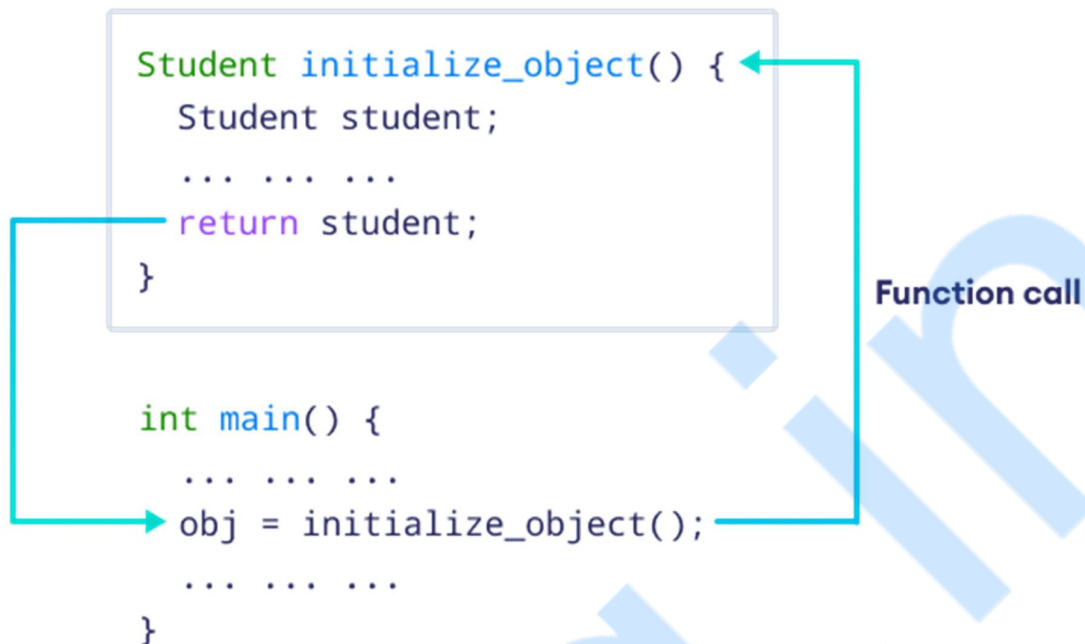 Student initialize_object() {
Student student;
... ... ...
return student;
}
Function call
int main() {
... ... ...
obj = initialize_object();
... ... ...
}